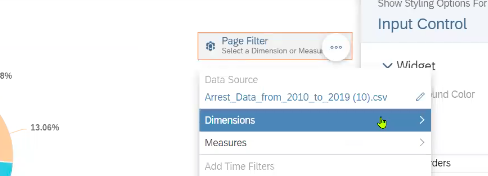 Show Styling Options For
Input Control
Page Filter
Select a Dimension or Measu
Widget
8%
Data Source
Arrest_Data_from_2010_to_2019 (10).csv
ound Color
Dimensions
13.06%
Measures
rders
Add Time Filters